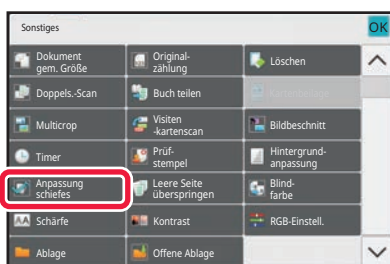 Sonstiges
OK
Dokument
gem. Größe
Original-
zählung
Löschen
Doppels.-Scan
Buch teilen
Multicrop
Visiten
-kartenscan
Bildbeschnitt
Timer
Prüf-
stempel
Hintergrund-
anpassung
Anpassung
schiefes
Leere Seite
überspringen
Blind-
farbe
AA Schärfe
Kontrast
RGB-Einstell.
Ablage
Offene Ablage